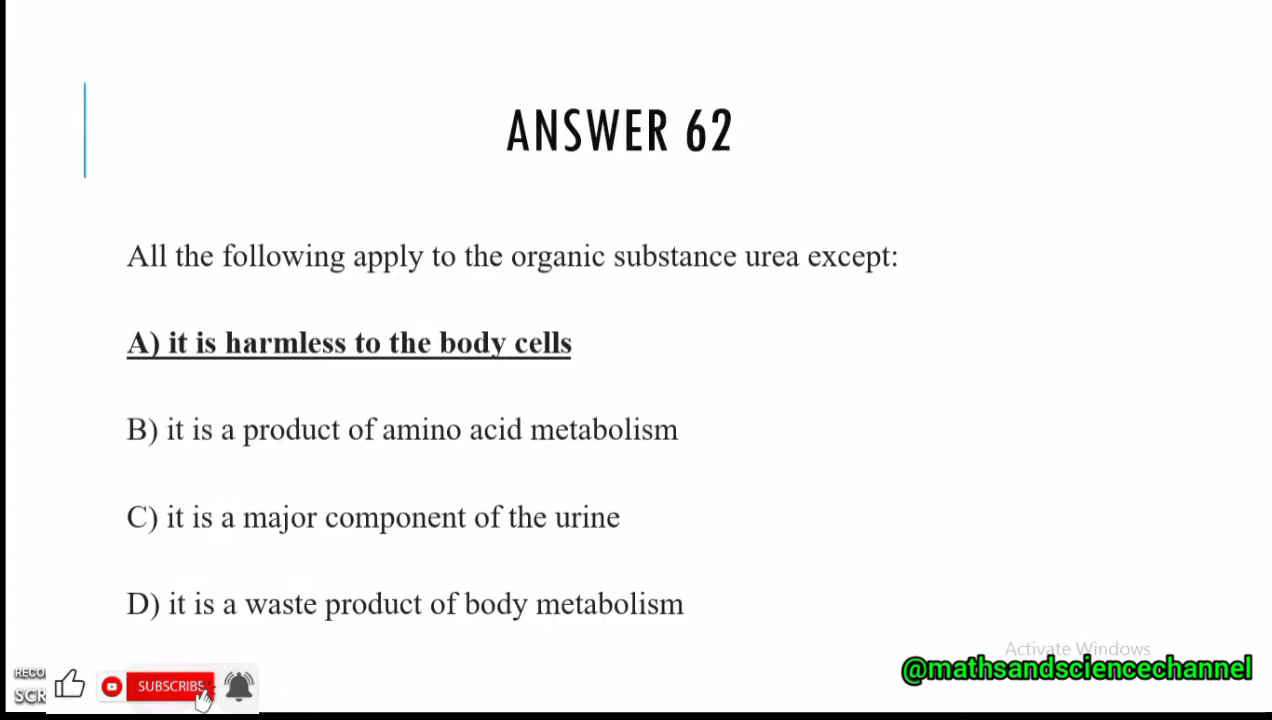 ANSWER 62
All the following apply to the organic substance urea except:
A) it is harmless to the body cells
B) it is a product of amino acid metabolism
C) it is a major component of the urine
D) it is a waste product of body metabolism
Activate Windows
@mathsandsciencechannel
RECO
SCR
SUBSCRIBE